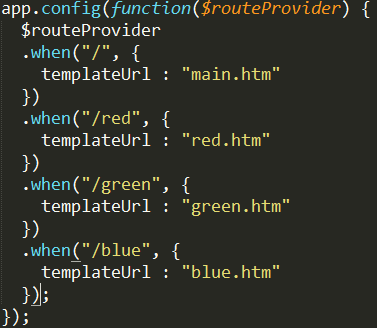 app.config(function($routeProvider) {
  $routeProvider
  .when("/", {
    templateUrl : "main.htm"
  })
  .when("/red", {
    templateUrl : "red.htm"
  })
  .when("/green", {
    templateUrl : "green.htm"
  })
  .when("/blue", {
    templateUrl : "blue.htm"
  });
});